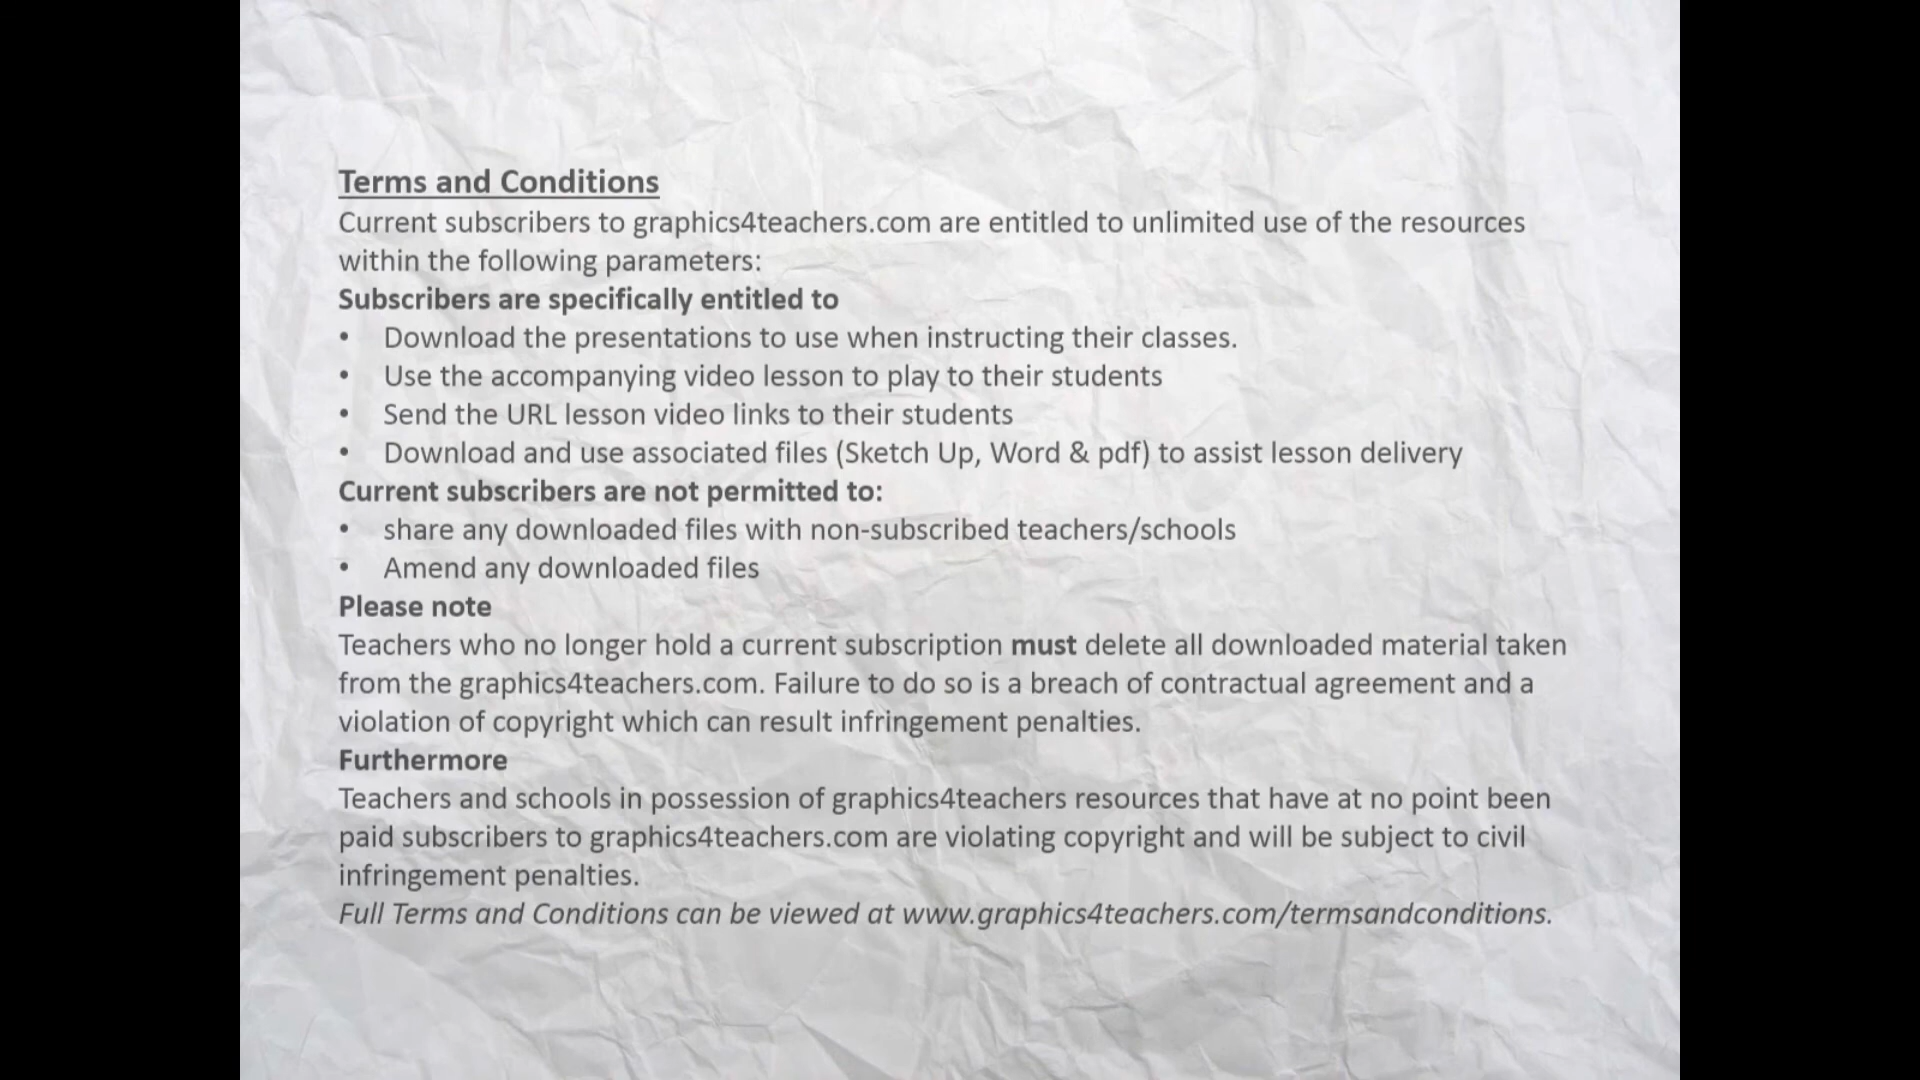 Terms and Conditions
Current subscribers to graphics4teachers.com are entitled to unlimited use of the resources
within the following parameters:
Subscribers are specifically entitled to
• Download the presentations to use when instructing their classes.
• Use the accompanying video lesson to play to their students
• Send the URL lesson video links to their students
• Download and use associated files (Sketch Up, Word & pdf) to assist lesson delivery
Current subscribers are not permitted to:
• share any downloaded files with non-subscribed teachers/schools
• Amend any downloaded files
Please note
Teachers who no longer hold a current subscription must delete all downloaded material taken
from the graphics4teachers.com. Failure to do so is a breach of contractual agreement and a
violation of copyright which can result infringement penalties.
Furthermore
Teachers and schools in possession of graphics4teachers resources that have at no point been
paid subscribers to graphics4teachers.com are violating copyright and will be subject to civil
infringement penalties.
Full Terms and Conditions can be viewed at www.graphics4teachers.com/termsandconditions.